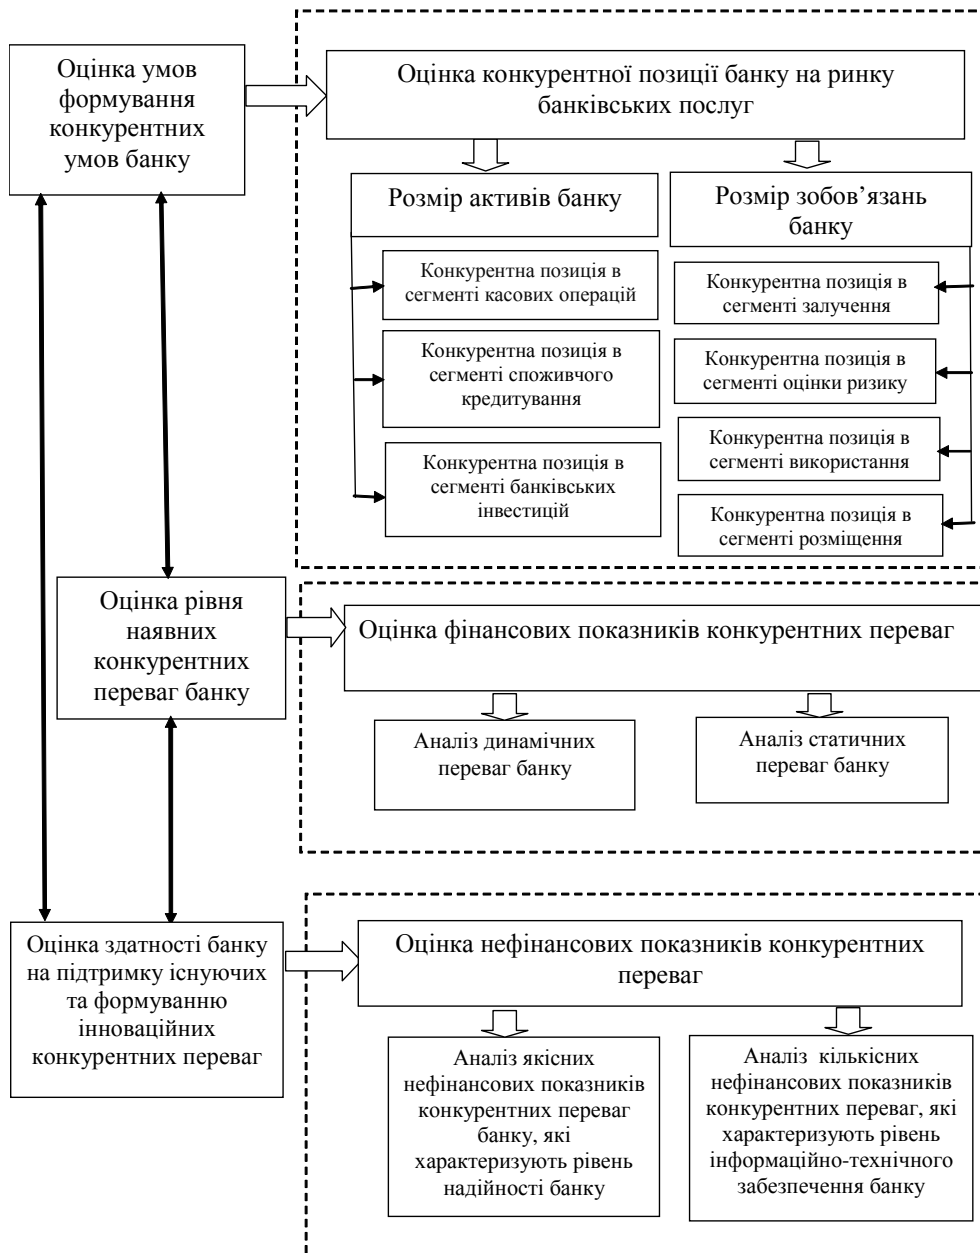 Оцінка умов
формування
конкурентних
умов банку
Оцінка конкурентної позиції банку на ринку
банківських послуг
Розмір активів банку
Розмір зобов’язань
банку
Конкурентна позиція в
сегменті касових операцій
Конкурентна позиція в
сегменті споживчого
кредитування
Конкурентна позиція в
сегменті банківських
інвестицій
Конкурентна позиція в
сегменті залучення
Конкурентна позиція в
сегменті оцінки ризику
Конкурентна позиція в
сегменті використання
Конкурентна позиція в
сегменті розміщення
Оцінка рівня
наявних
конкурентних
переваг банку
Оцінка фінансових показників конкурентних переваг
Аналіз динамічних
переваг банку
Аналіз статичних
переваг банку
Оцінка здатності банку
на підтримку існуючих
та формуванню
інноваційних
конкурентних переваг
Оцінка нефінансових показників конкурентних
переваг
Аналіз якісних
нефінансових показників
конкурентних переваг
банку, які
характеризують рівень
надійності банку
Аналіз кількісних
нефінансових показників
конкурентних переваг, які
характеризують рівень
інформаційно-технічного
забезпечення банку